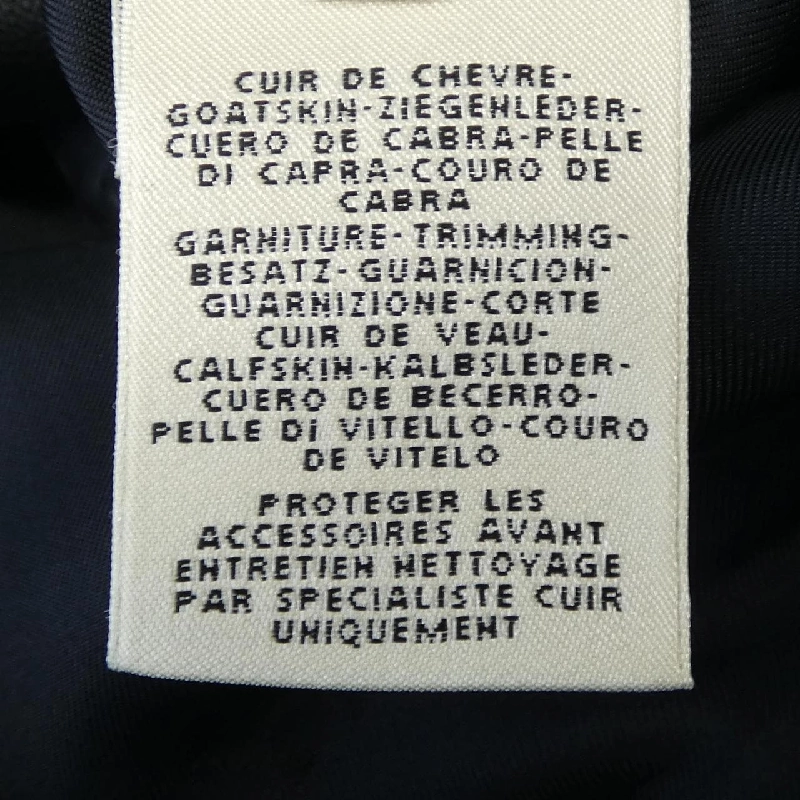 CUIR DE CHEVRE-
GOATSKIN-ZIEGENLEDER-
CUERO DE CABRA-PELLE
DI CAPRA-COURO DE
CABRA
GARNITURE-TRIMMING-
BESATZ-GUARNICION-
GUARNIZIONE-CORTE
CUIR DE VEAU-
CALFSKIN-KALBSLEDER-
CUERO DE BECERRO-
PELLE DI VITELLO-COURO
DE VITELO
PROTEGER LES
ACCESSOIRES AVANT
ENTRETIEN NETTOYAGE
PAR SPECIALISTE CUIR
UNIQUEMENT